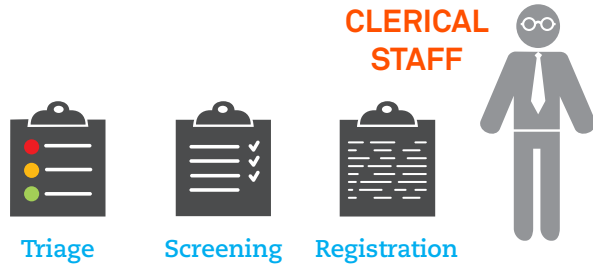 CLERICAL
STAFF
Triage
Screening
Registration